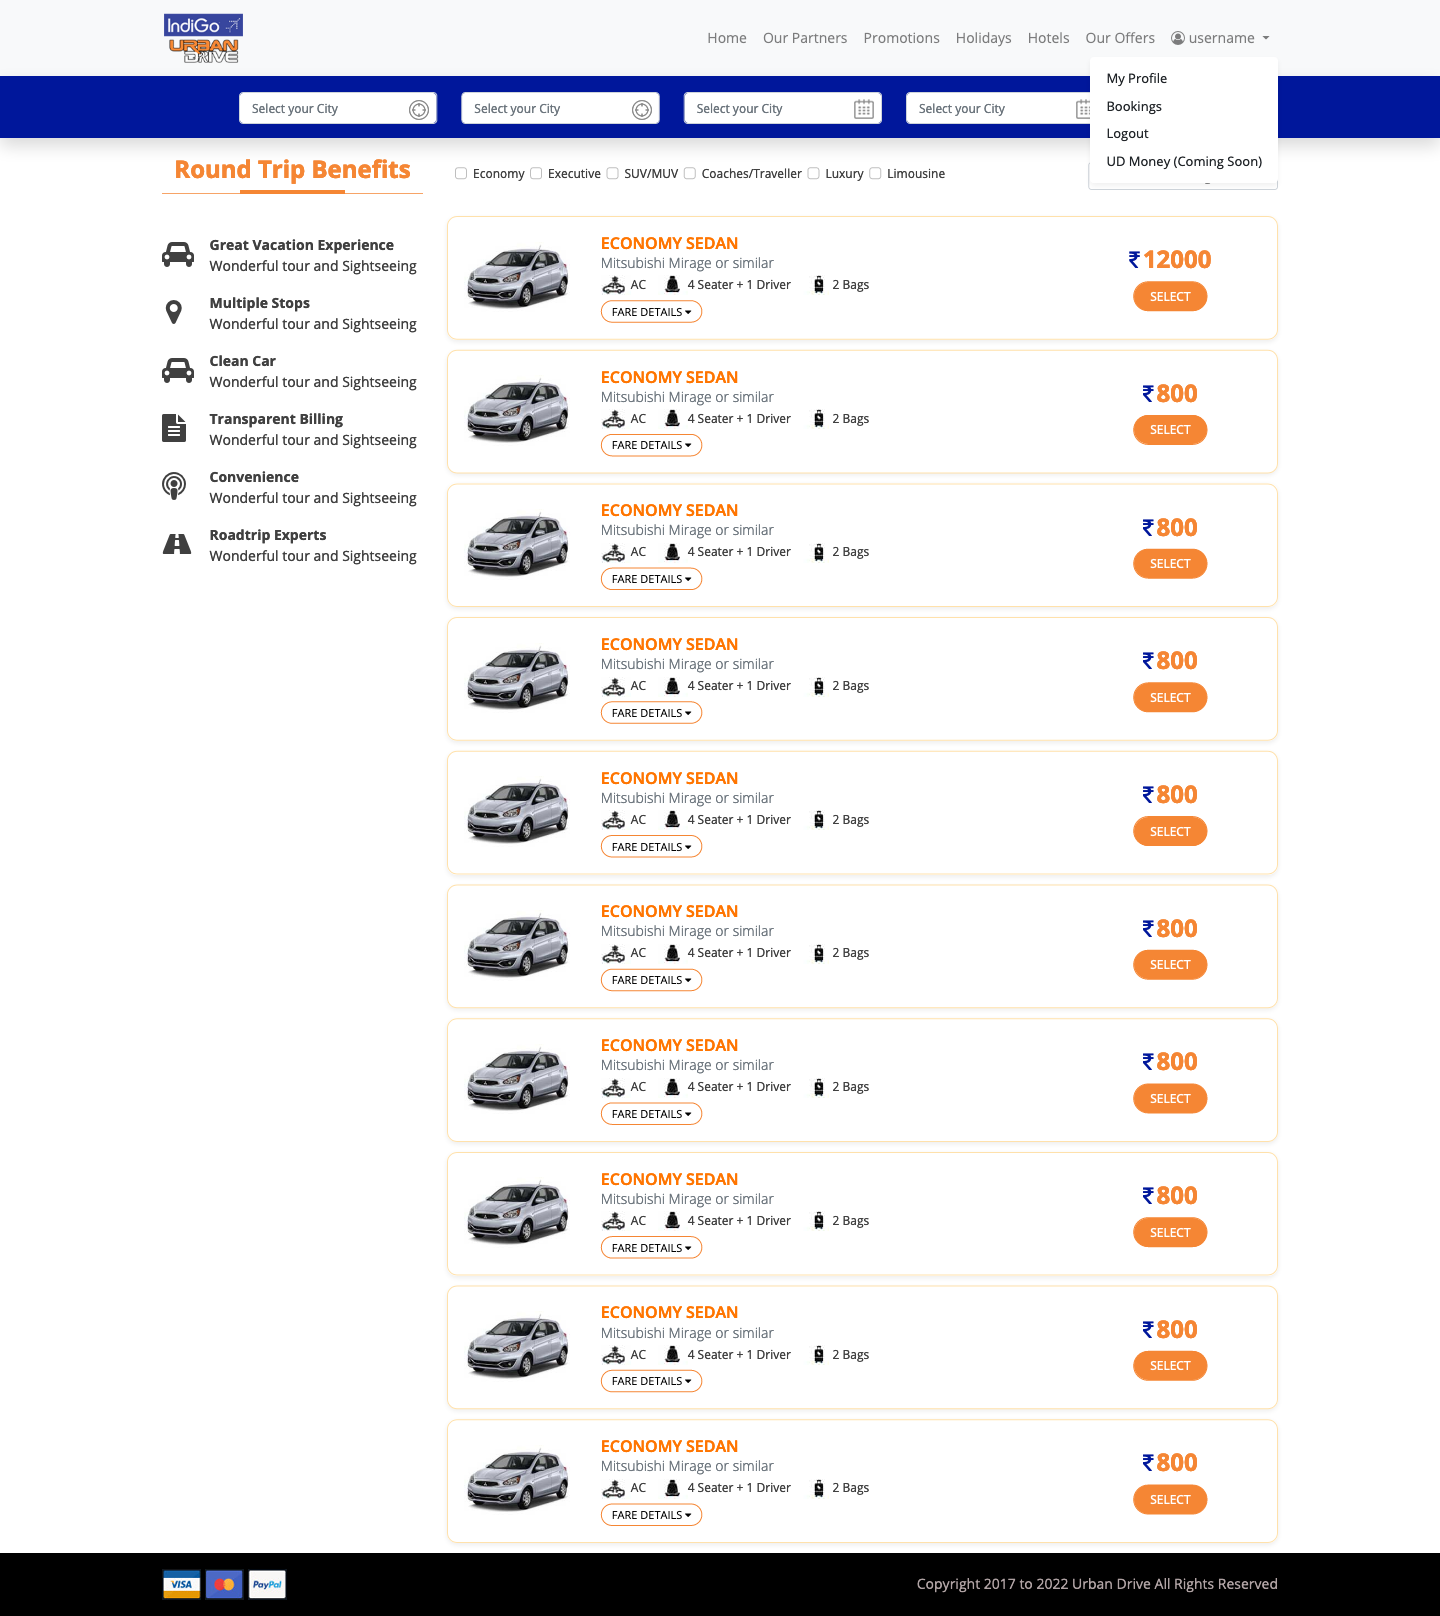 IndiGo
URBAN
DRIVE
Home Our Partners Promotions Holidays Hotels Our Offers username
My Profile
Bookings
Logout
UD Money (Coming Soon)
Select your City Select your City Select your City Select your City
Round Trip Benefits
Great Vacation Experience
Wonderful tour and Sightseeing
Multiple Stops
Wonderful tour and Sightseeing
Clean Car
Wonderful tour and Sightseeing
Transparent Billing
Wonderful tour and Sightseeing
Convenience
Wonderful tour and Sightseeing
Roadtrip Experts
Wonderful tour and Sightseeing
Economy Executive SUV/MUV Coaches/Traveller Luxury Limousine
ECONOMY SEDAN
Mitsubishi Mirage or similar
AC 4 Seater + 1 Driver 2 Bags
FARE DETAILS
₹12000
SELECT
ECONOMY SEDAN
Mitsubishi Mirage or similar
AC 4 Seater + 1 Driver 2 Bags
FARE DETAILS
₹800
SELECT
ECONOMY SEDAN
Mitsubishi Mirage or similar
AC 4 Seater + 1 Driver 2 Bags
FARE DETAILS
₹800
SELECT
ECONOMY SEDAN
Mitsubishi Mirage or similar
AC 4 Seater + 1 Driver 2 Bags
FARE DETAILS
₹800
SELECT
ECONOMY SEDAN
Mitsubishi Mirage or similar
AC 4 Seater + 1 Driver 2 Bags
FARE DETAILS
₹800
SELECT
ECONOMY SEDAN
Mitsubishi Mirage or similar
AC 4 Seater + 1 Driver 2 Bags
FARE DETAILS
₹800
SELECT
ECONOMY SEDAN
Mitsubishi Mirage or similar
AC 4 Seater + 1 Driver 2 Bags
FARE DETAILS
₹800
SELECT
ECONOMY SEDAN
Mitsubishi Mirage or similar
AC 4 Seater + 1 Driver 2 Bags
FARE DETAILS
₹800
SELECT
ECONOMY SEDAN
Mitsubishi Mirage or similar
AC 4 Seater + 1 Driver 2 Bags
FARE DETAILS
₹800
SELECT
ECONOMY SEDAN
Mitsubishi Mirage or similar
AC 4 Seater + 1 Driver 2 Bags
FARE DETAILS
₹800
SELECT
VISA PayPal
Copyright 2017 to 2022 Urban Drive All Rights Reserved